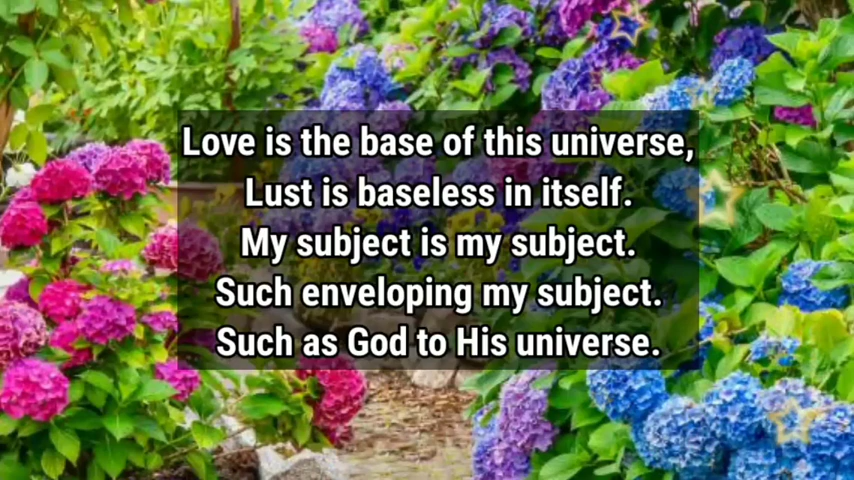 Love is the base of this universe,
Lust is baseless in itself.
My subject is my subject.
Such enveloping my subject.
Such as God to His universe.